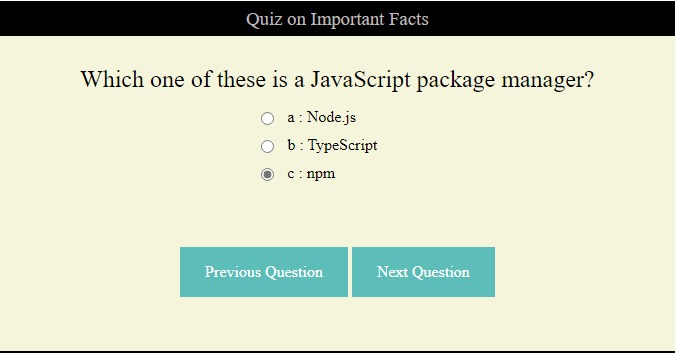 Quiz on Important Facts
Which one of these is a JavaScript package manager?
a : Node.js
b : TypeScript
c : npm
Previous Question Next Question